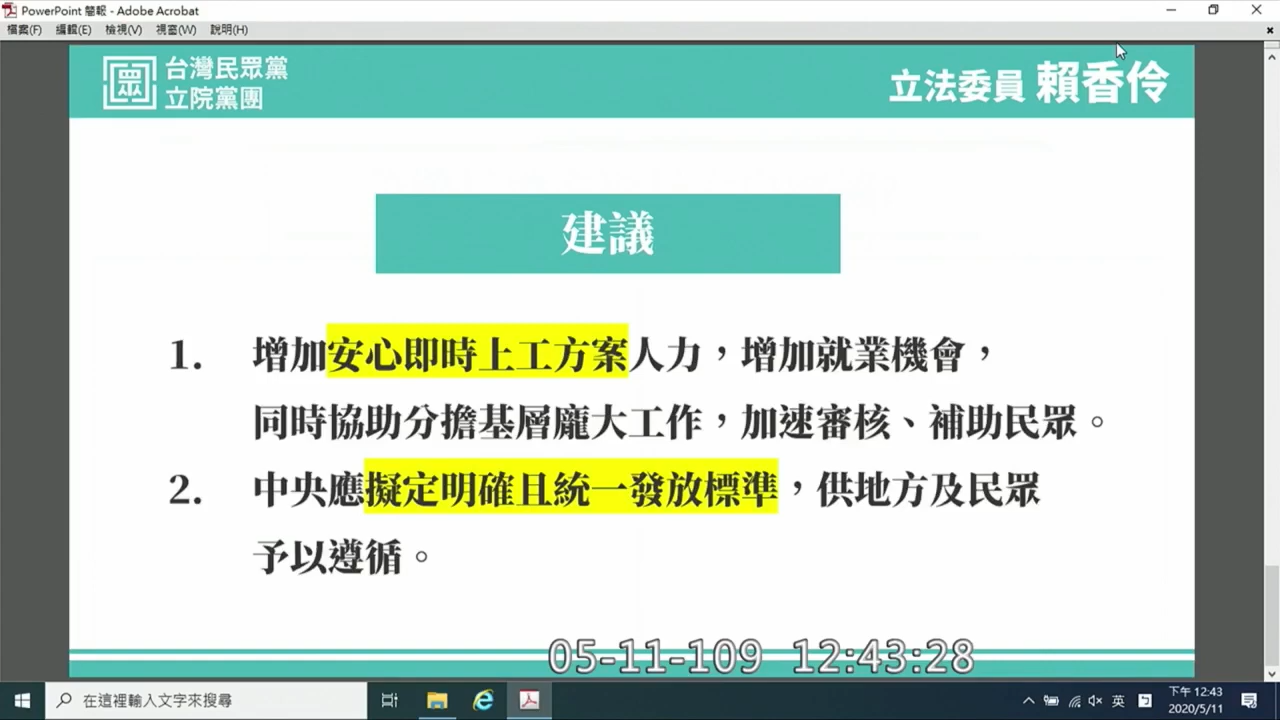 PowerPoint 簡報 - Adobe Acrobat
檔案(F) 編輯(E) 檢視(V) 視窗(W) 說明(H)
眾
台灣民眾黨
立院黨團
立法委員 賴香伶
建議
1. 增加安心即時上工方案人力，增加就業機會，
同時協助分擔基層龐大工作，加速審核、補助民眾。
2. 中央應擬定明確且統一發放標準，供地方及民眾
予以遵循。
05-11-109 12:43:28
在這裡輸入文字來搜尋
英
下午 12:43
2020/5/11